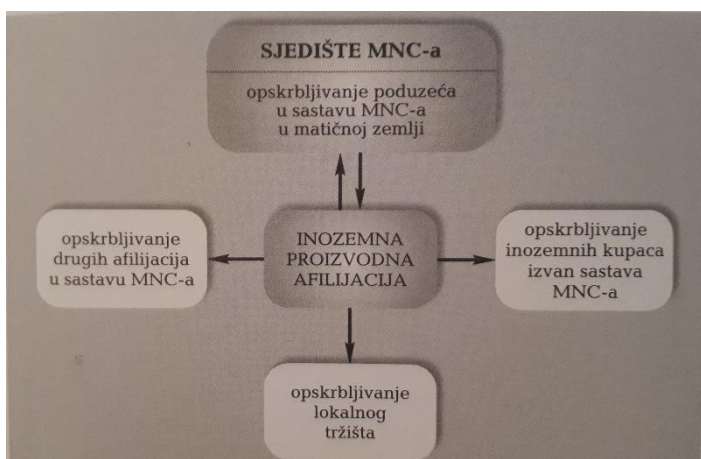 SJEDIŠTE MNC-a
opskrbljivanje poduzeća
u sastavu MNC-a
u matičnoj zemlji
opskrbljivanje
drugih afilijacija
u sastavu MNC-a
INOZEMNA
PROIZVODNA
AFILIJACIJA
opskrbljivanje
inozemnih kupaca
izvan sastava
MNC-a
opskrbljivanje
lokalnog
tržišta